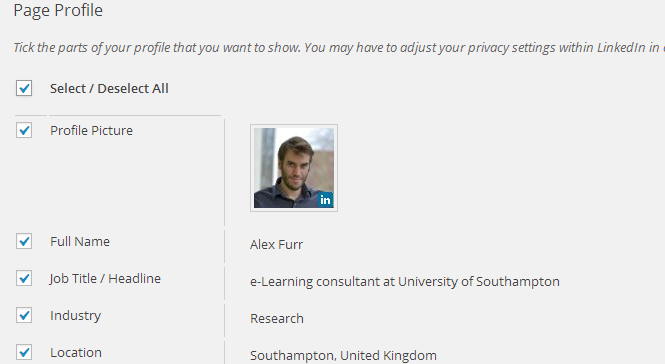 Page Profile
Tick the parts of your profile that you want to show. You may have to adjust your privacy settings within LinkedIn in
Select / Deselect All
Profile Picture
in
Full Name
Alex Furr
Job Title / Headline
e-Learning consultant at University of Southampton
Industry
Research
Location
Southampton, United Kingdom